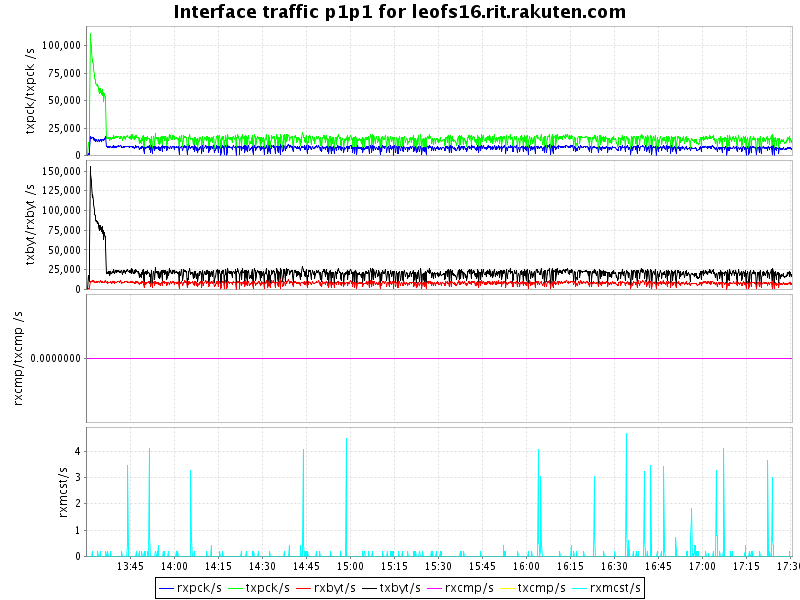 Interface traffic p1p1 for leofs16.rit.rakuten.com
txpck/txpck /s
100,000
75,000
50,000
25,000
0
txbyt/rxbyt /s
150,000
125,000
100,000
75,000
50,000
25,000
0
rxcmp/txcmp /s
0.0000000
rxmcst/s
4
3
2
1
0
13:45 14:00 14:15 14:30 14:45 15:00 15:15 15:30 15:45 16:00 16:15 16:30 16:45 17:00 17:15 17:30
rxpck/s txpck/s rxbyt/s txbyt/s rxcmp/s txcmp/s rxmcst/s